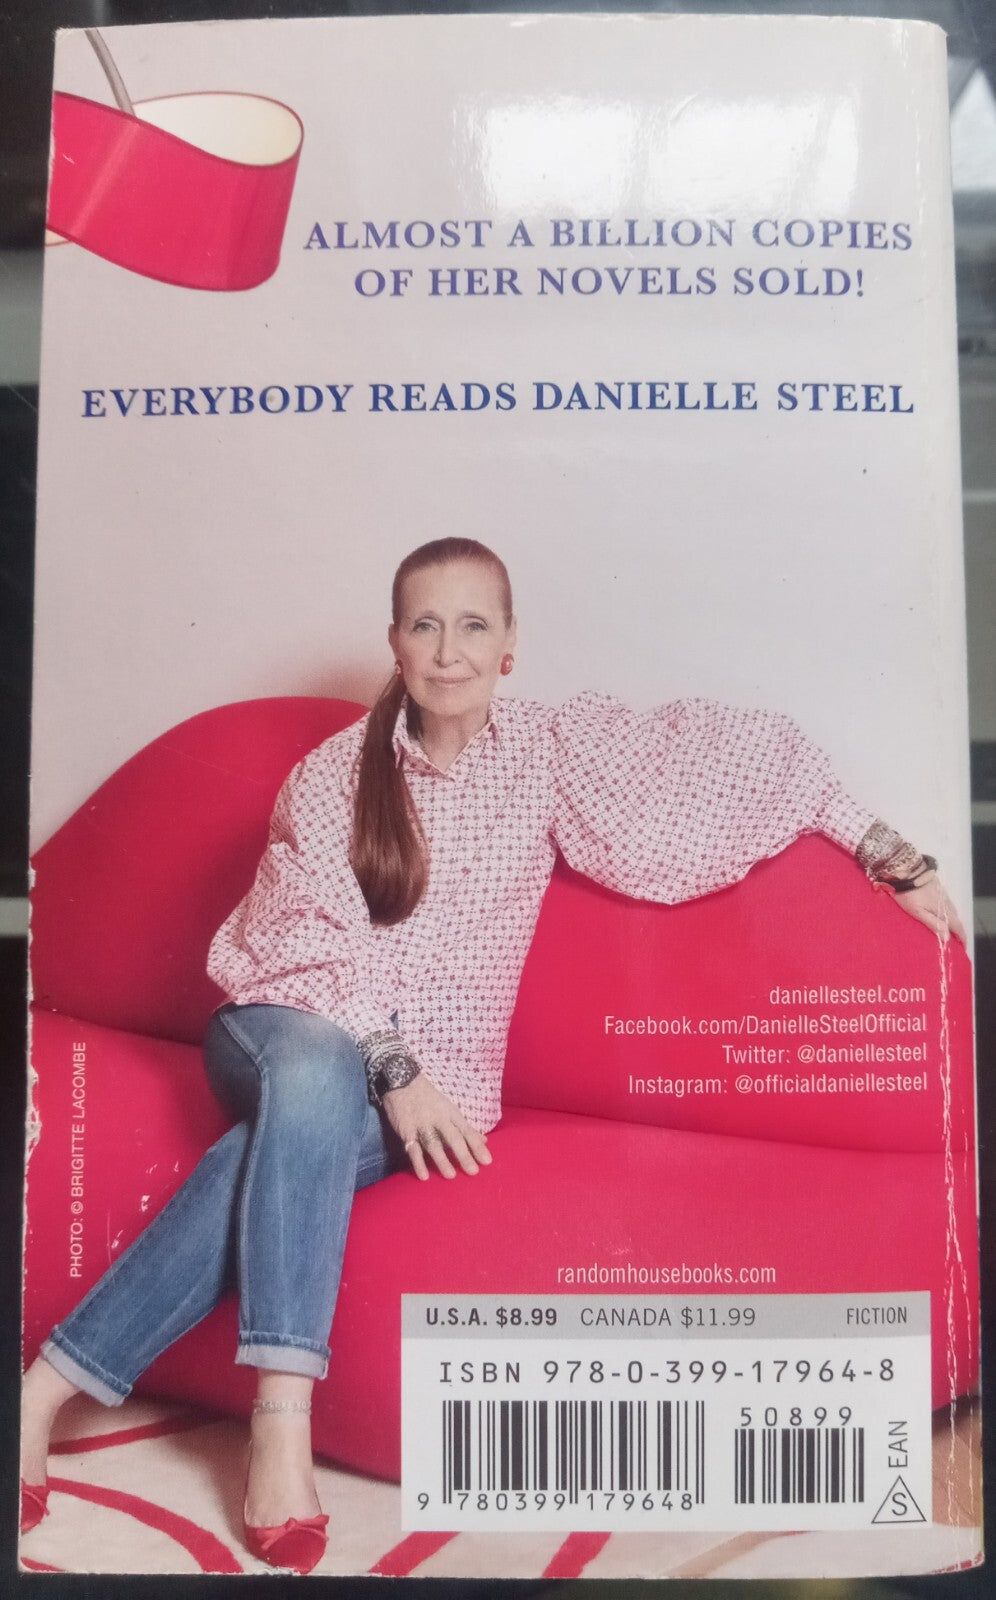 ALMOST A BILLION COPIES
OF HER NOVELS SOLD!
EVERYBODY READS DANIELLE STEEL
daniellesteel.com
Facebook.com/DanielleSteelOfficial
Twitter: @daniellesteel
Instagram: @officialdaniellesteel
PHOTO: © BRIGITTE LACOMBE
randomhousebooks.com
U.S.A. $8.99 CANADA $11.99 FICTION
ISBN 978-0-399-17964-8
50899
9 780399 179648
EAN
S